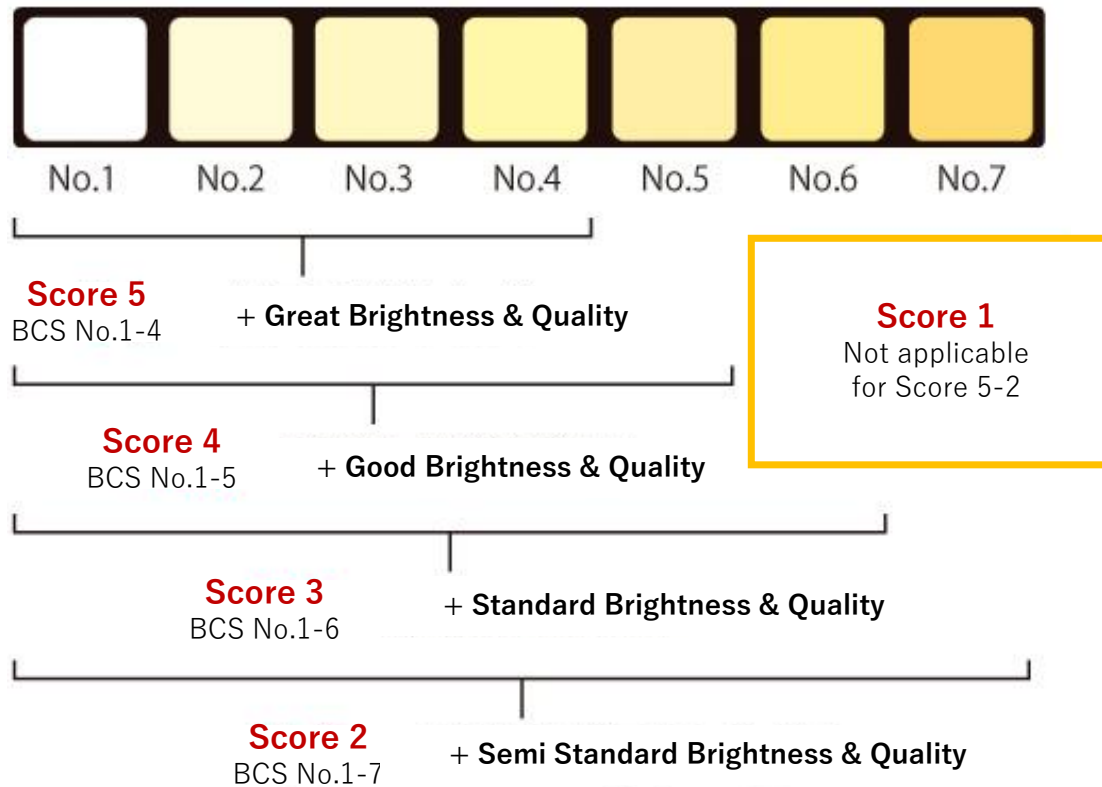 No.1 No.2 No.3 No.4 No.5 No.6 No.7
Score 5
BCS No.1-4
+ Great Brightness & Quality
Score 1
Not applicable
for Score 5-2
Score 4
BCS No.1-5
+ Good Brightness & Quality
Score 3
BCS No.1-6
+ Standard Brightness & Quality
Score 2
BCS No.1-7
+ Semi Standard Brightness & Quality